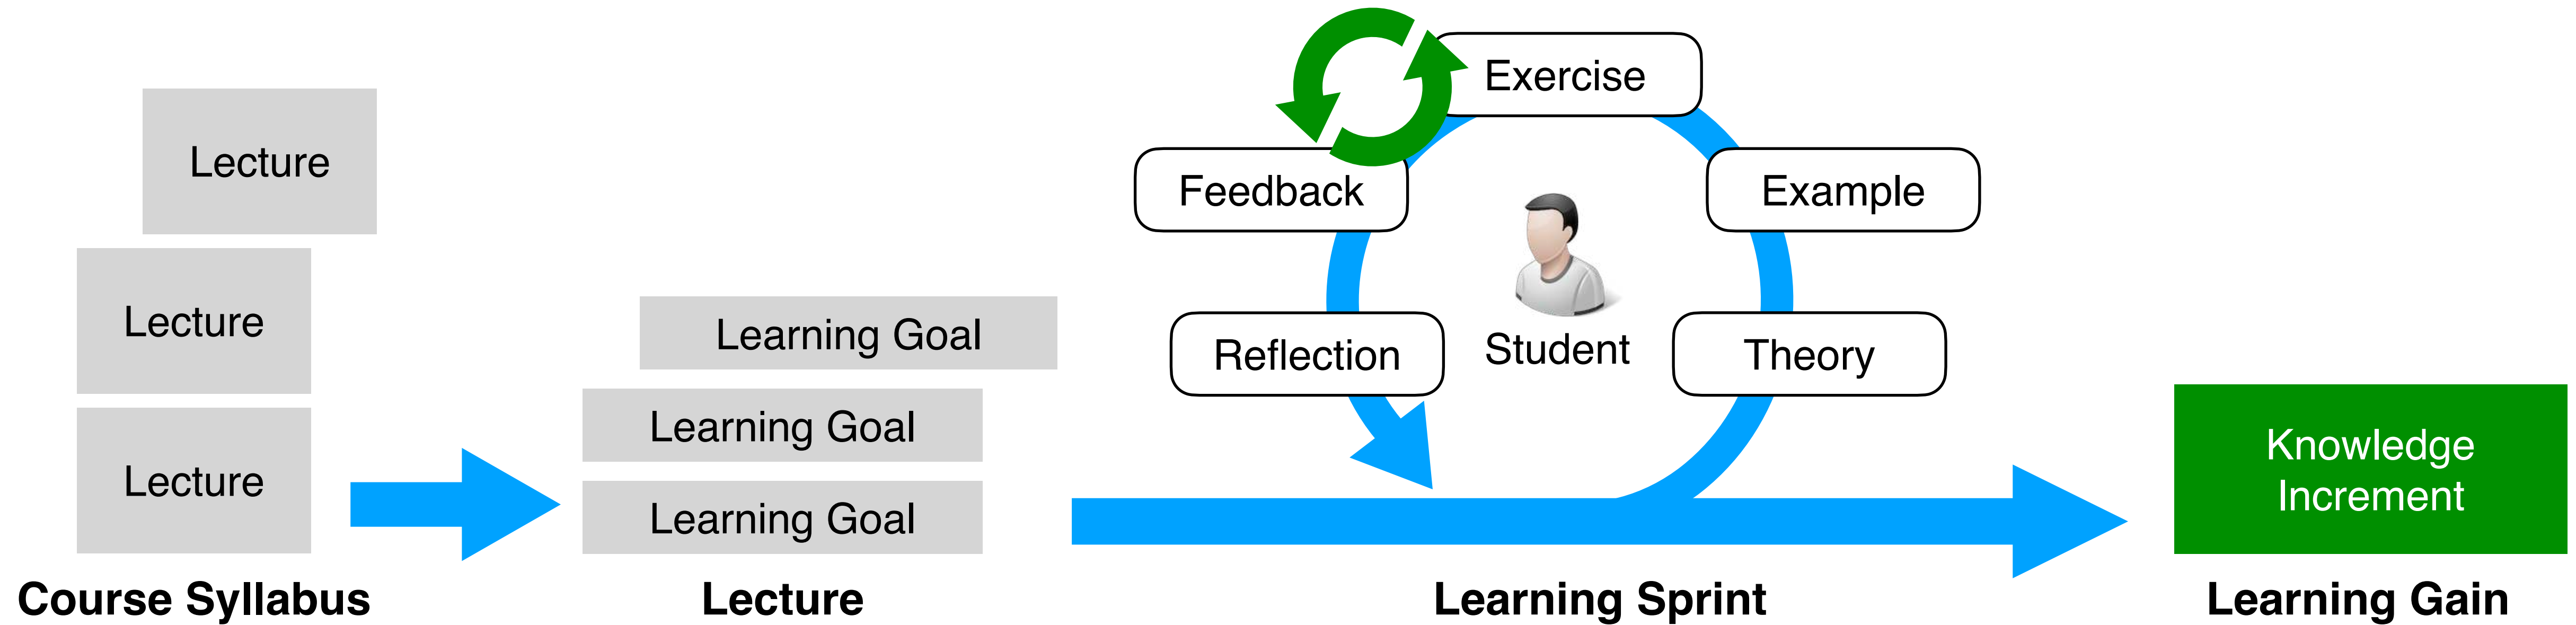 Lecture
Lecture
Lecture
Course Syllabus
Learning Goal
Learning Goal
Learning Goal
Lecture
Exercise
Feedback
Example
Reflection
Student
Theory
Learning Sprint
Knowledge
Increment
Learning Gain